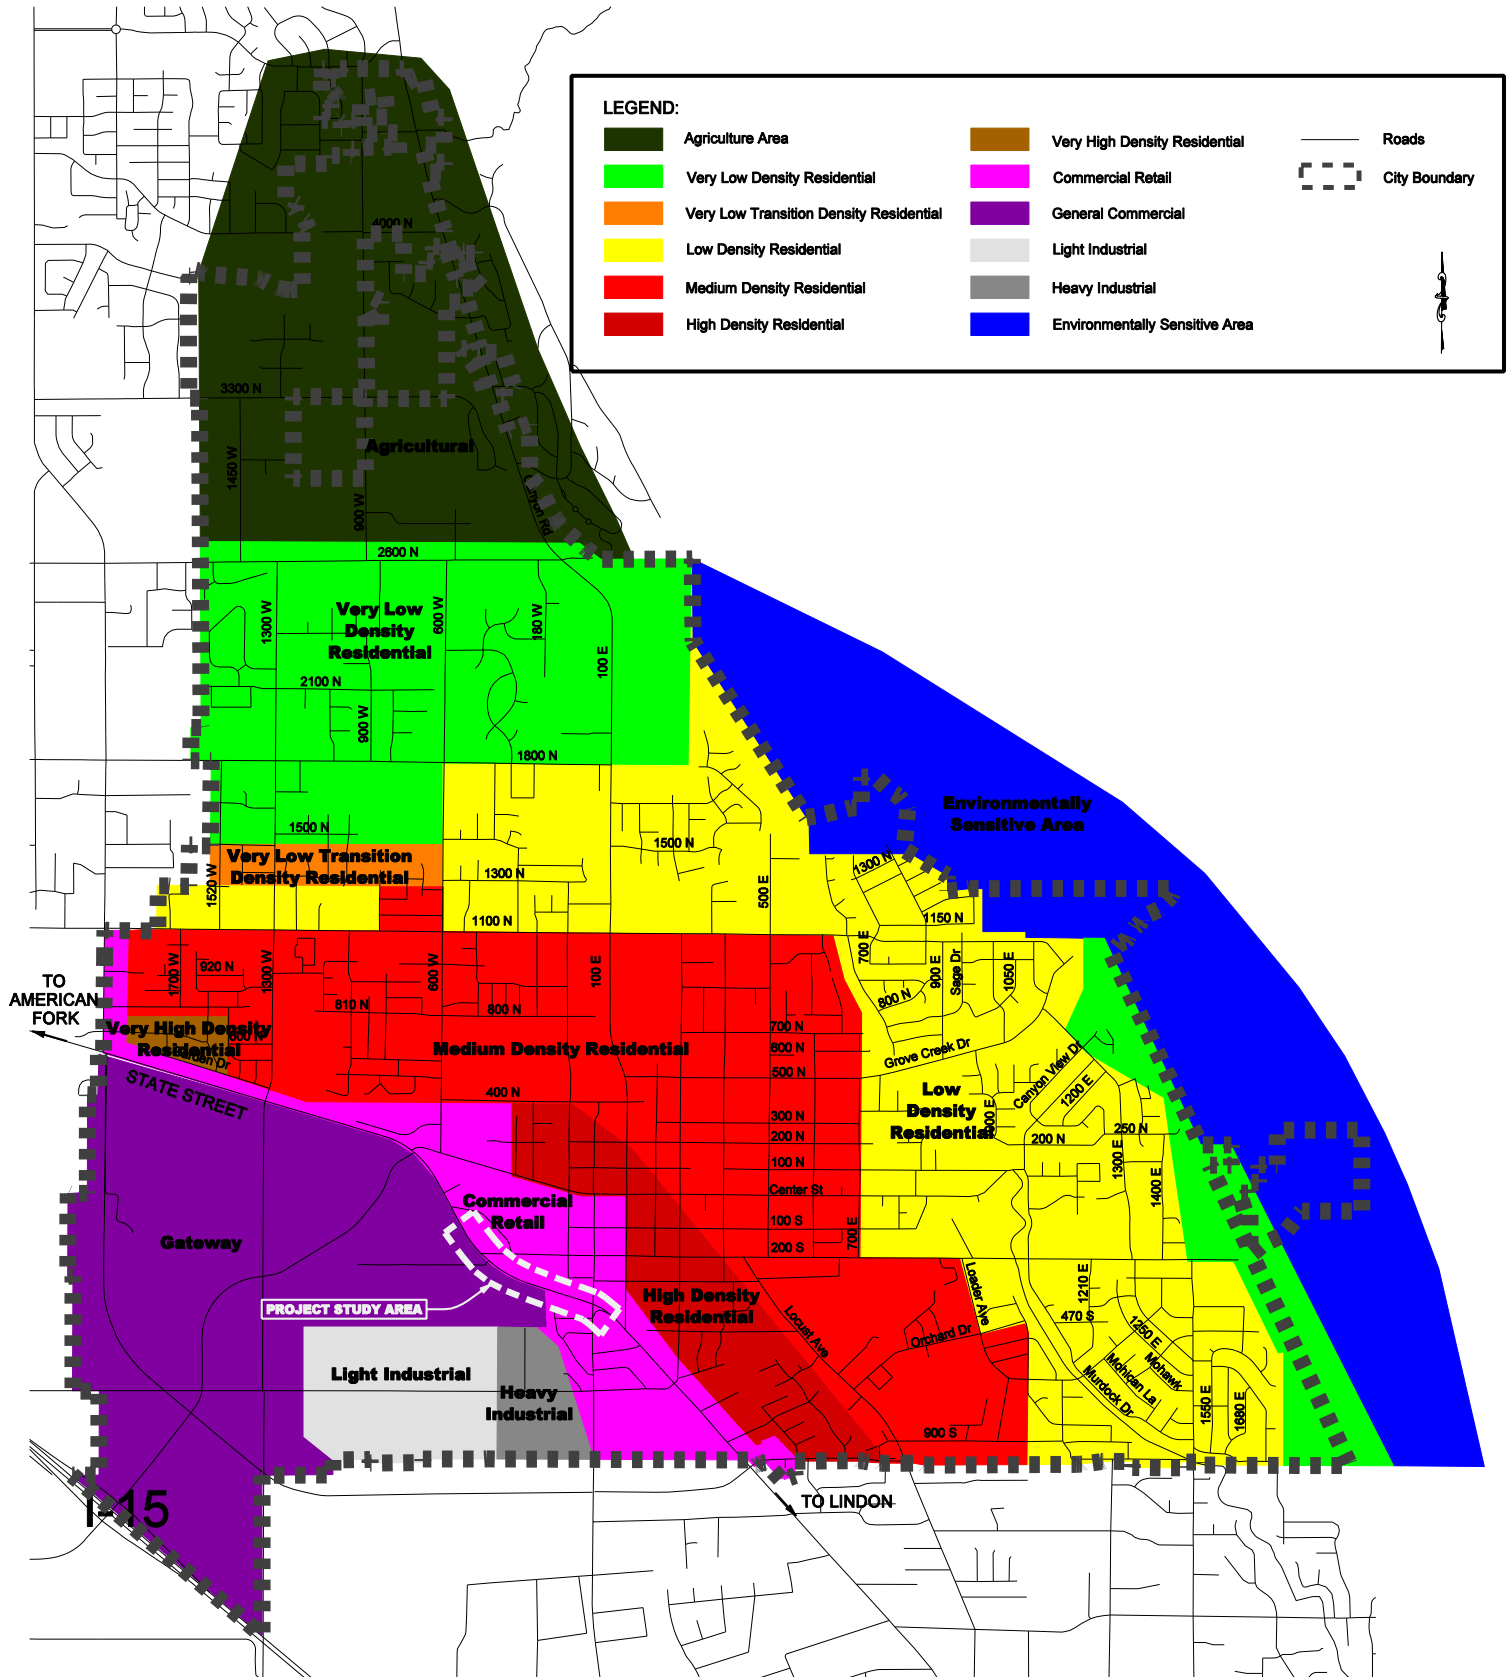 LEGEND:
Agriculture Area
Very Low Density Residential
Very Low Transition Density Residential
Low Density Residential
Medium Density Residential
High Density Residential
Very High Density Residential
Commercial Retail
General Commercial
Light Industrial
Heavy Industrial
Environmentally Sensitive Area
Roads
City Boundary
4000 N
3300 N
1450 W
Agricultural
900 W
Canyon Rd
2600 N
1300 W
Very Low
Density
Residential
600 W
180 W
100 E
2100 N
900 W
1800 N
1500 N
1500 N
Environmentally
Sensitive Area
Very Low Transition
Density Residential
1520 W
1300 N
1100 N
500 E
1300 N
1150 N
700 E
900 E
Sage Dr
1050 E
1700 W
920 N
1300 W
600 W
100 E
810 N
800 N
800 N
TO
AMERICAN
FORK
Very High Density
Residential
600 N
Medium Density Residential
700 N
600 N
500 N
Grove Creek Dr
Canyon View Dr
1200 E
STATE STREET
400 N
300 N
200 N
100 N
Center St
100 S
200 S
700 E
Low
Density
Residential
200 N
250 N
1300 E
1400 E
Commercial
Retail
Gateway
PROJECT STUDY AREA
High Density
Residential
Locust Ave
Loader Ave
Orchard Dr
1210 E
470 S
1250 E
Mohawk
Mohican La
Murdock Dr
1550 E
1680 E
Light Industrial
Heavy
Industrial
900 S
I-15
TO LINDON